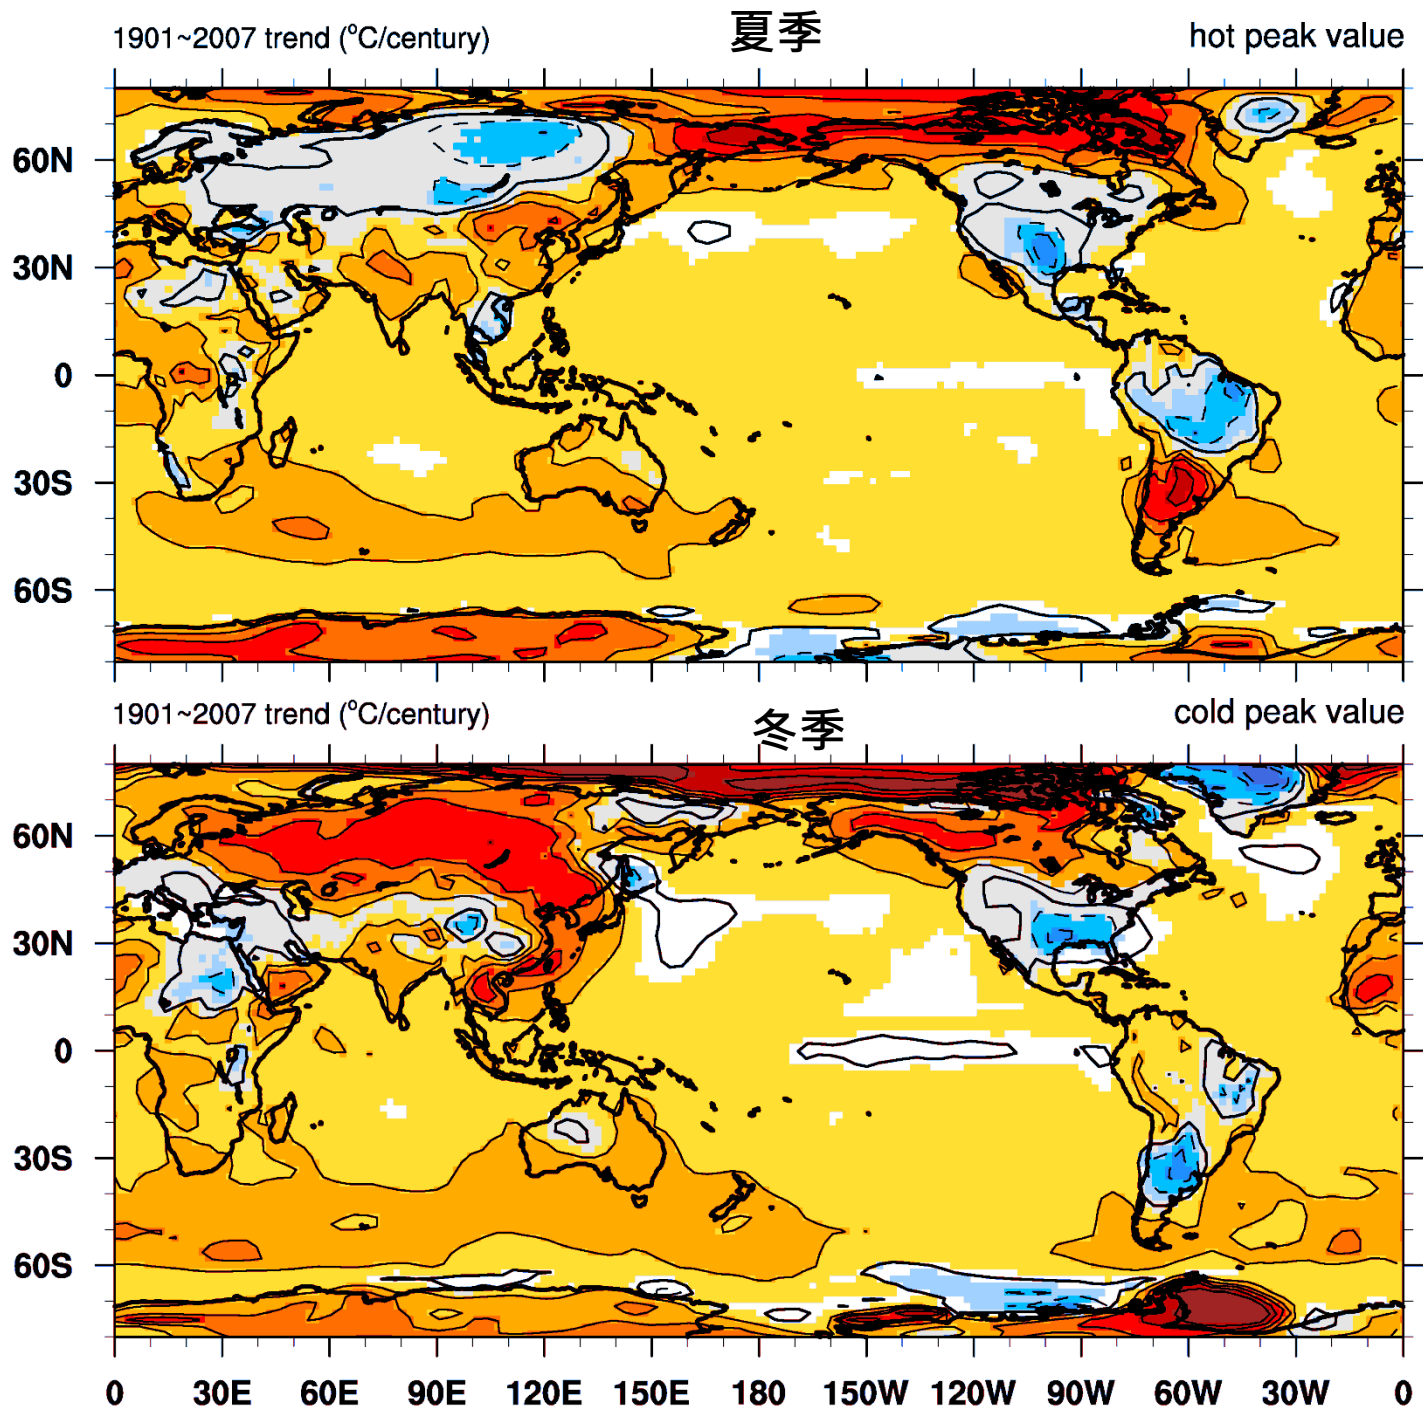 1901~2007 trend (°C/century) 夏季 hot peak value
60N
30N
0
30S
60S
1901~2007 trend (°C/century) 冬季 cold peak value
60N
30N
0
30S
60S
0 30E 60E 90E 120E 150E 180 150W 120W 90W 60W 30W 0